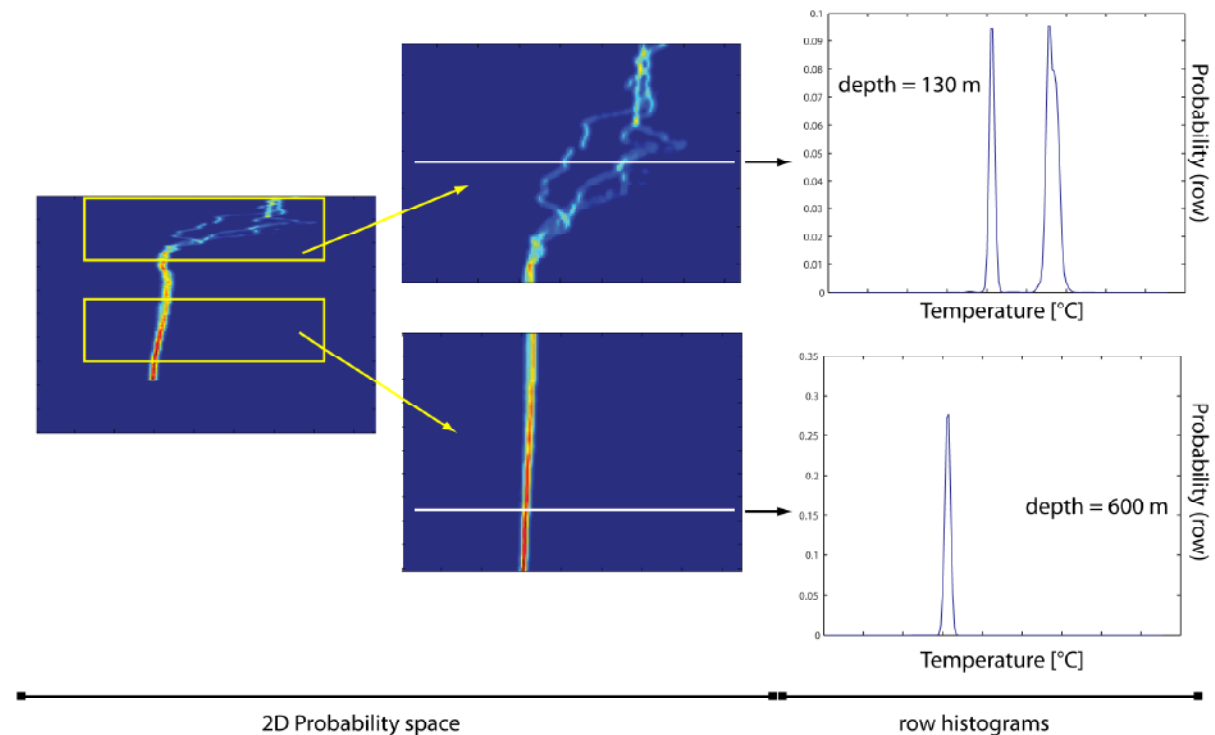 0.1
0.09
0.08
0.07
0.06
0.05
0.04
0.03
0.02
0.01
0
depth = 130 m
Probability (row)
Temperature [°C]
0.35
0.3
0.25
0.2
0.15
0.1
0.05
0
depth = 600 m
Probability (row)
Temperature [°C]
2D Probability space
row histograms